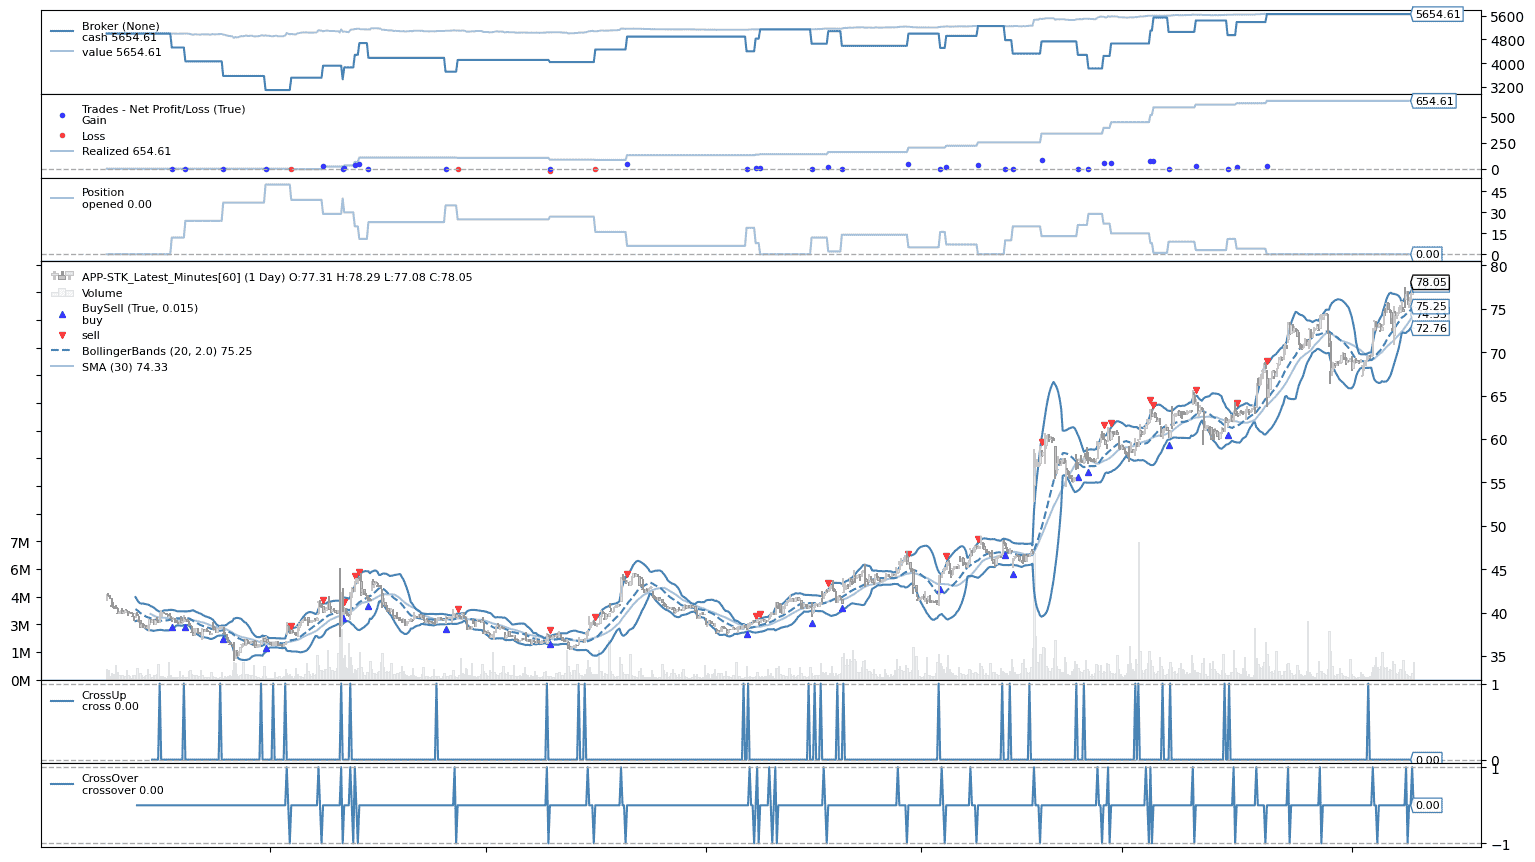 Broker (None)
cash 5654.61
value 5654.61
5654.61
5600
4800
4000
3200
Trades - Net Profit/Loss (True)
Gain
Loss
Realized 654.61
654.61
500
250
0
Position
opened 0.00
45
30
15
0.00
0
APP-STK_Latest_Minutes[60] (1 Day) O:77.31 H:78.29 L:77.08 C:78.05
Volume
BuySell (True, 0.015)
buy
sell
BollingerBands (20, 2.0) 75.25
SMA (30) 74.33
80
78.05
75.25
74.33
72.76
75
70
65
60
55
50
45
40
35
7M
6M
4M
3M
1M
0M
CrossUp
cross 0.00
1
0.00
0
CrossOver
crossover 0.00
1
0.00
−1